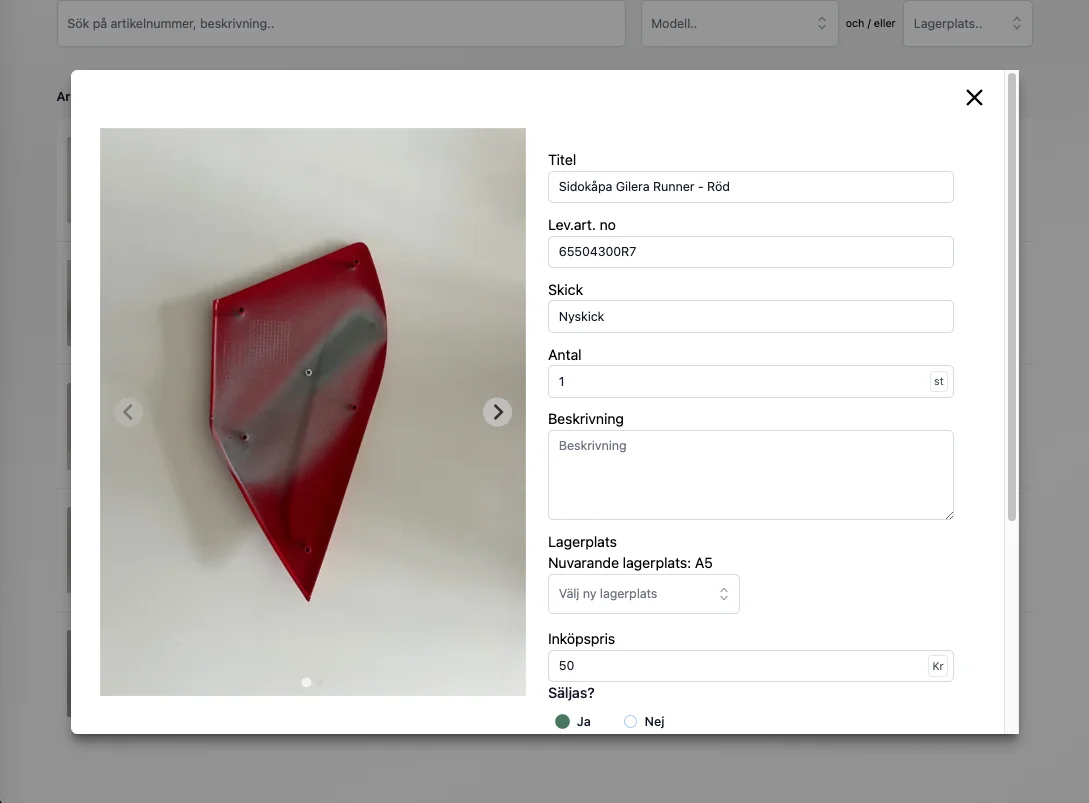 Sök på artikelnummer, beskrivning..
Modell..
och / eller
Lagerplats..
Ar
Titel
Sidokåpa Gilera Runner - Röd
Lev.art. no
65504300R7
Skick
Nyskick
Antal
1
st
Beskrivning
Beskrivning
Lagerplats
Nuvarande lagerplats: A5
Välj ny lagerplats
Inköpspris
50
Kr
Säljas?
Ja
Nej